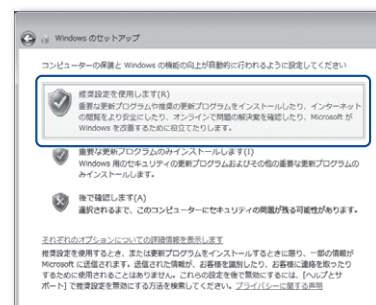 Windows のセットアップ
コンピューターの保護と Windows の機能の向上が自動的に行われるように設定してください
推奨設定を使用します(R)
重要な更新プログラムや推奨の更新プログラムをインストールしたり、インターネット
の閲覧をより安全にしたり、オンラインで問題の解決案を確認したり、Microsoft が
Windows を改善するために役立てたりします。
重要な更新プログラムのみインストールします(I)
Windows 用のセキュリティの更新プログラムおよびその他の重要な更新プログラムの
みインストールします。
後で確認します(A)
選択されるまで、このコンピューターにセキュリティの問題が残る可能性があります。
それぞれのオプションについての詳細情報を表示します
推奨設定を使用するとき、または更新プログラムをインストールするときに限り、一部の情報が
Microsoft に送信されます。送信された情報が、お客様を識別したり、お客様に連絡を取ったり
するために使用されることはありません。これらの設定を後で無効にするには、[ヘルプとサ
ポート] で推奨設定を無効にする方法を検索してください。プライバシーに関する声明